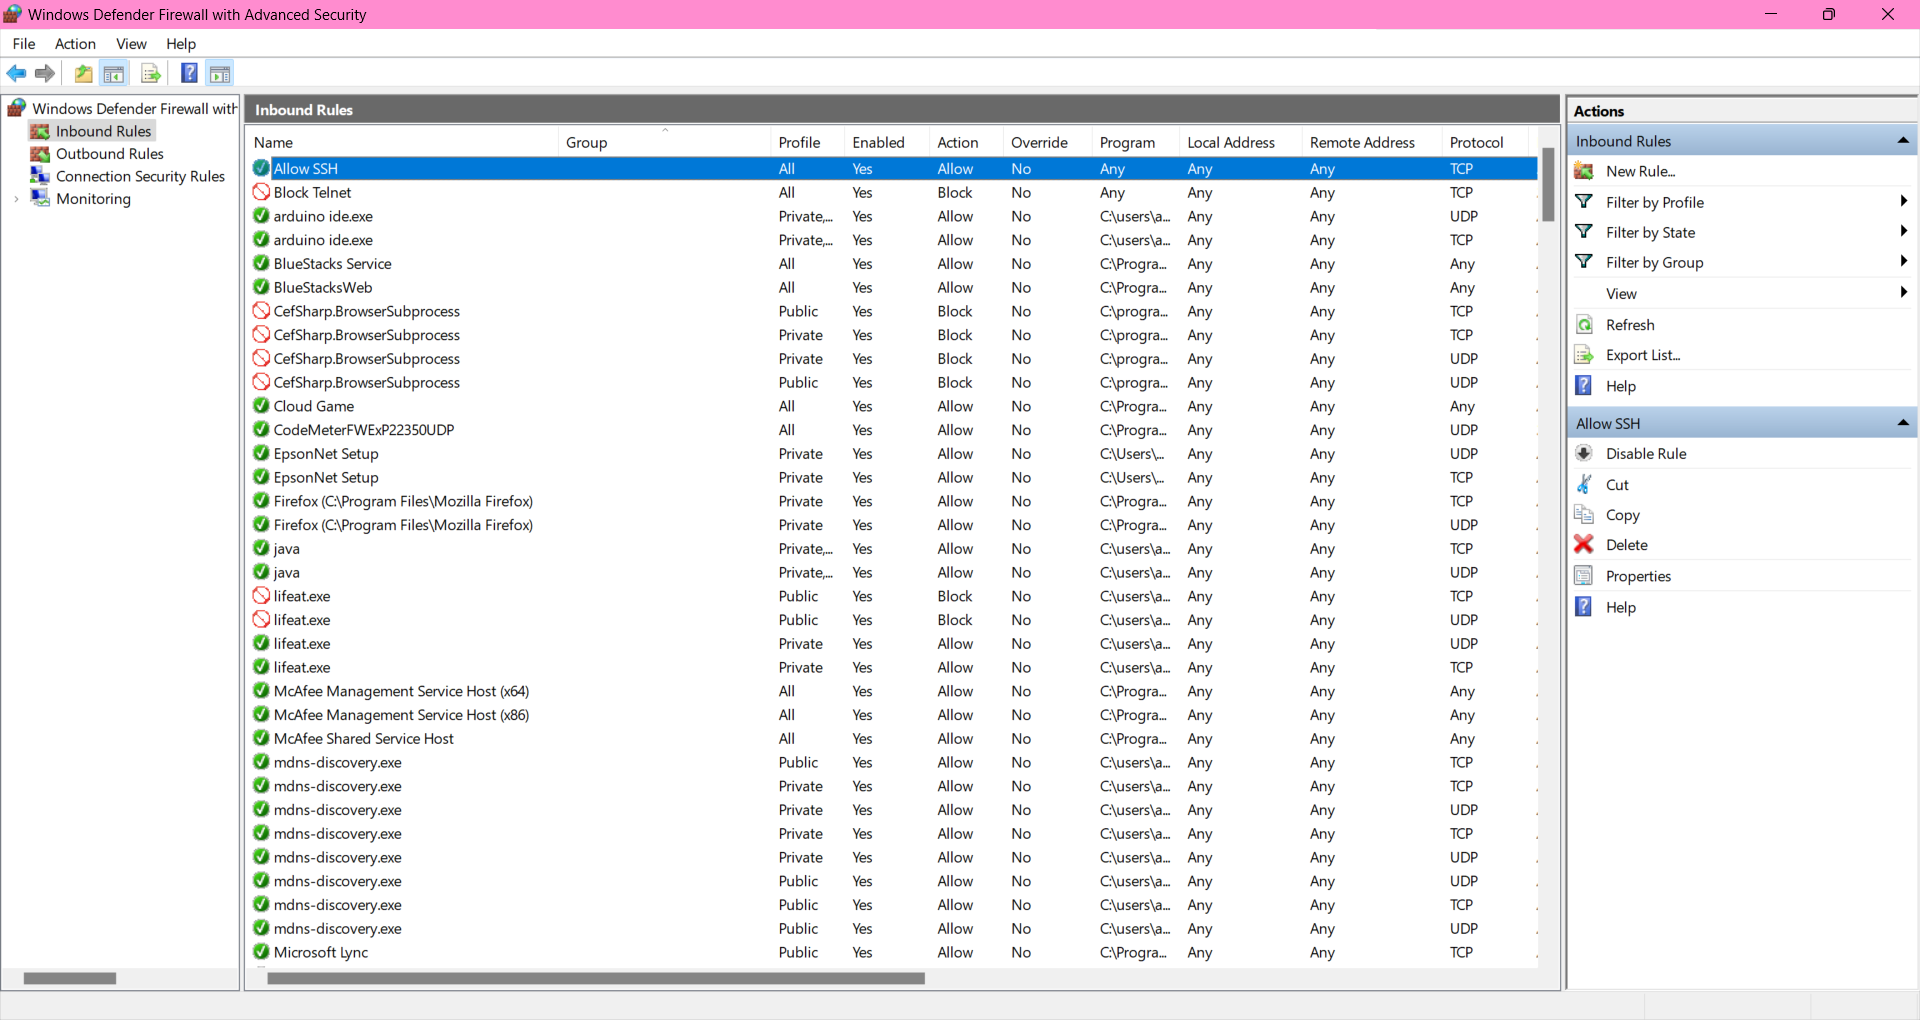 Windows Defender Firewall with Advanced Security
File Action View Help
Windows Defender Firewall with
Inbound Rules
Outbound Rules
Connection Security Rules
Monitoring
Inbound Rules
Name Group Profile Enabled Action Override Program Local Address Remote Address Protocol
Allow SSH All Yes Allow No Any Any Any TCP
Block Telnet All Yes Block No Any Any Any TCP
arduino ide.exe Private,... Yes Allow No C:\users\a... Any Any UDP
arduino ide.exe Private,... Yes Allow No C:\users\a... Any Any TCP
BlueStacks Service All Yes Allow No C:\Progra... Any Any Any
BlueStacksWeb All Yes Allow No C:\Progra... Any Any Any
CefSharp.BrowserSubprocess Public Yes Block No C:\progra... Any Any TCP
CefSharp.BrowserSubprocess Private Yes Block No C:\progra... Any Any TCP
CefSharp.BrowserSubprocess Private Yes Block No C:\progra... Any Any UDP
CefSharp.BrowserSubprocess Public Yes Block No C:\progra... Any Any UDP
Cloud Game All Yes Allow No C:\Progra... Any Any Any
CodeMeterFWExP22350UDP All Yes Allow No C:\Progra... Any Any UDP
EpsonNet Setup Private Yes Allow No C:\Users\... Any Any UDP
EpsonNet Setup Private Yes Allow No C:\Users\... Any Any TCP
Firefox (C:\Program Files\Mozilla Firefox) Private Yes Allow No C:\Progra... Any Any TCP
Firefox (C:\Program Files\Mozilla Firefox) Private Yes Allow No C:\Progra... Any Any UDP
java Private,... Yes Allow No C:\users\a... Any Any TCP
java Private,... Yes Allow No C:\users\a... Any Any UDP
lifeat.exe Public Yes Block No C:\users\a... Any Any TCP
lifeat.exe Public Yes Block No C:\users\a... Any Any UDP
lifeat.exe Private Yes Allow No C:\users\a... Any Any UDP
lifeat.exe Private Yes Allow No C:\users\a... Any Any TCP
McAfee Management Service Host (x64) All Yes Allow No C:\Progra... Any Any Any
McAfee Management Service Host (x86) All Yes Allow No C:\Progra... Any Any Any
McAfee Shared Service Host All Yes Allow No C:\Progra... Any Any Any
mdns-discovery.exe Public Yes Allow No C:\users\a... Any Any TCP
mdns-discovery.exe Private Yes Allow No C:\users\a... Any Any TCP
mdns-discovery.exe Private Yes Allow No C:\users\a... Any Any UDP
mdns-discovery.exe Private Yes Allow No C:\users\a... Any Any TCP
mdns-discovery.exe Private Yes Allow No C:\users\a... Any Any UDP
mdns-discovery.exe Public Yes Allow No C:\users\a... Any Any UDP
mdns-discovery.exe Public Yes Allow No C:\users\a... Any Any TCP
mdns-discovery.exe Public Yes Allow No C:\users\a... Any Any UDP
Microsoft Lync Public Yes Allow No C:\Progra... Any Any TCP
Actions
Inbound Rules
New Rule...
Filter by Profile
Filter by State
Filter by Group
View
Refresh
Export List...
Help
Allow SSH
Disable Rule
Cut
Copy
Delete
Properties
Help